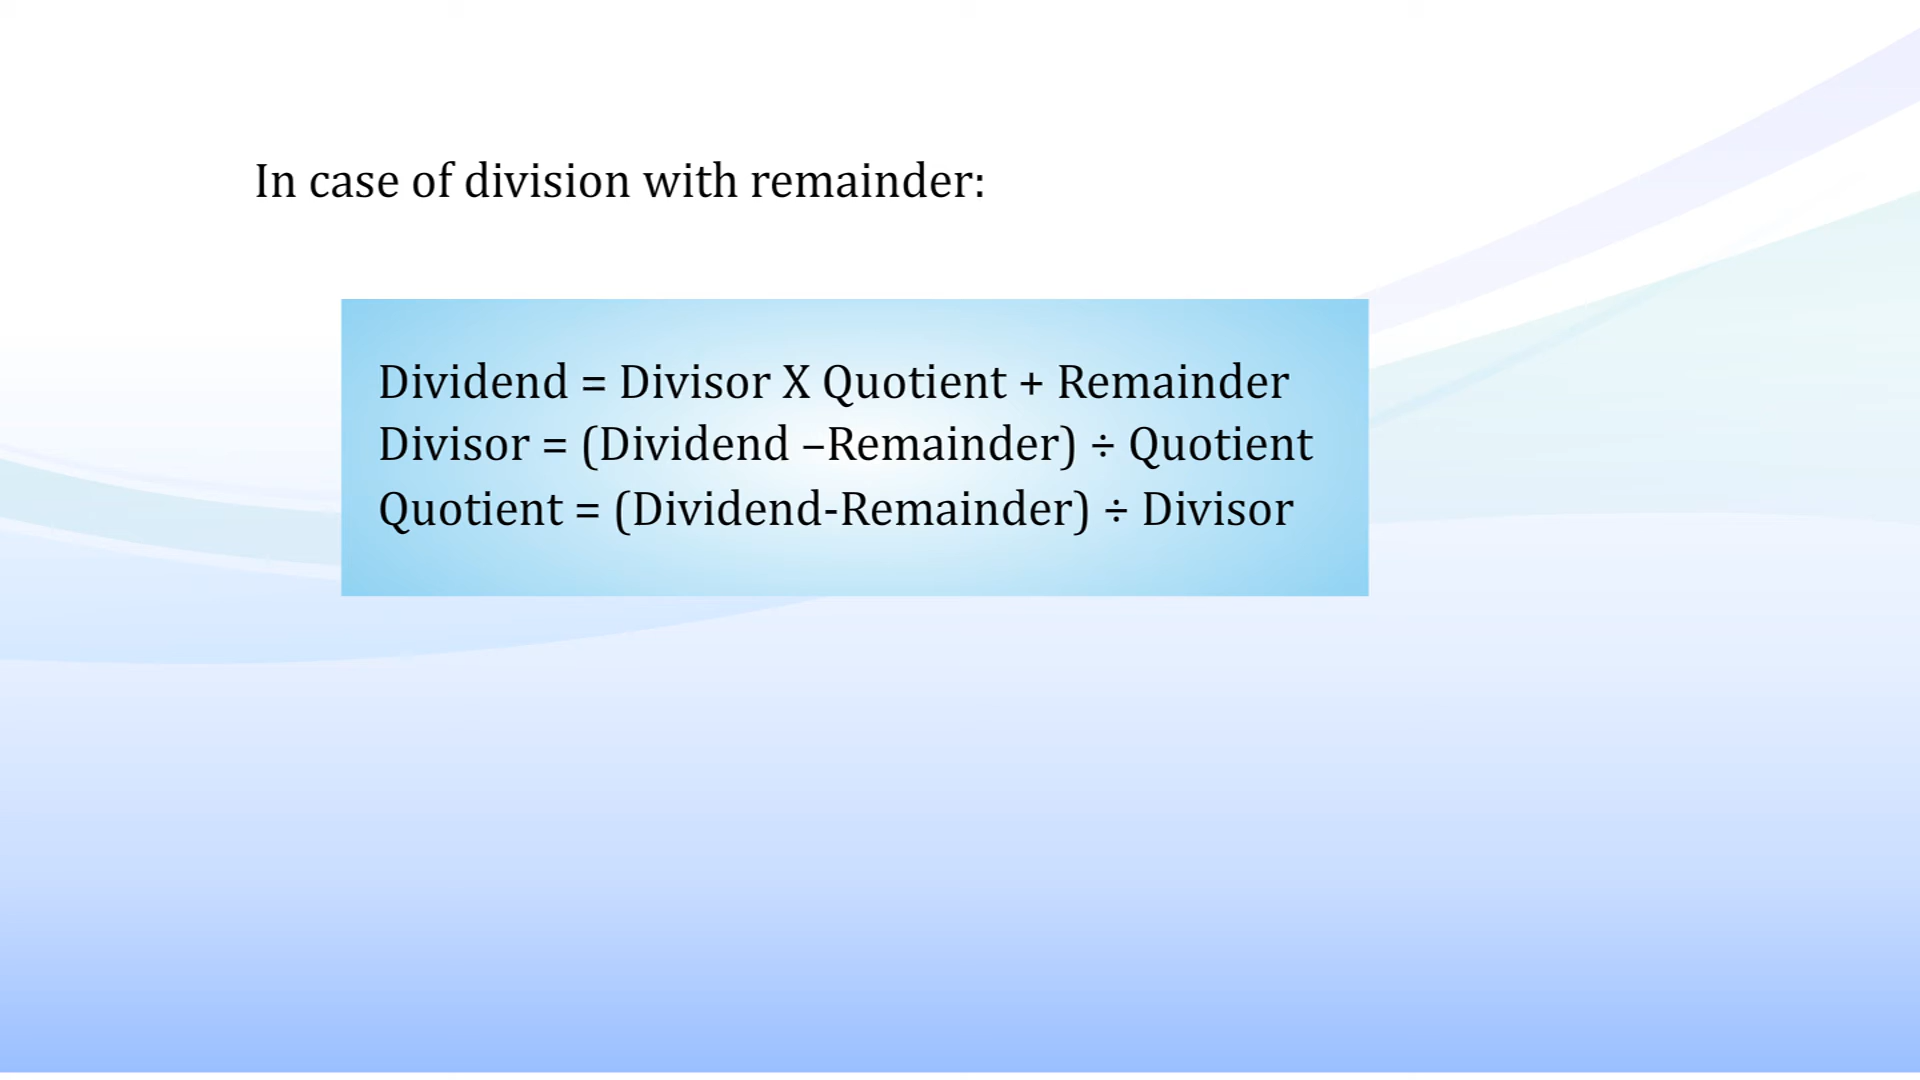 In case of division with remainder:
Dividend = Divisor X Quotient + Remainder
Divisor = (Dividend –Remainder) ÷ Quotient
Quotient = (Dividend-Remainder) ÷ Divisor